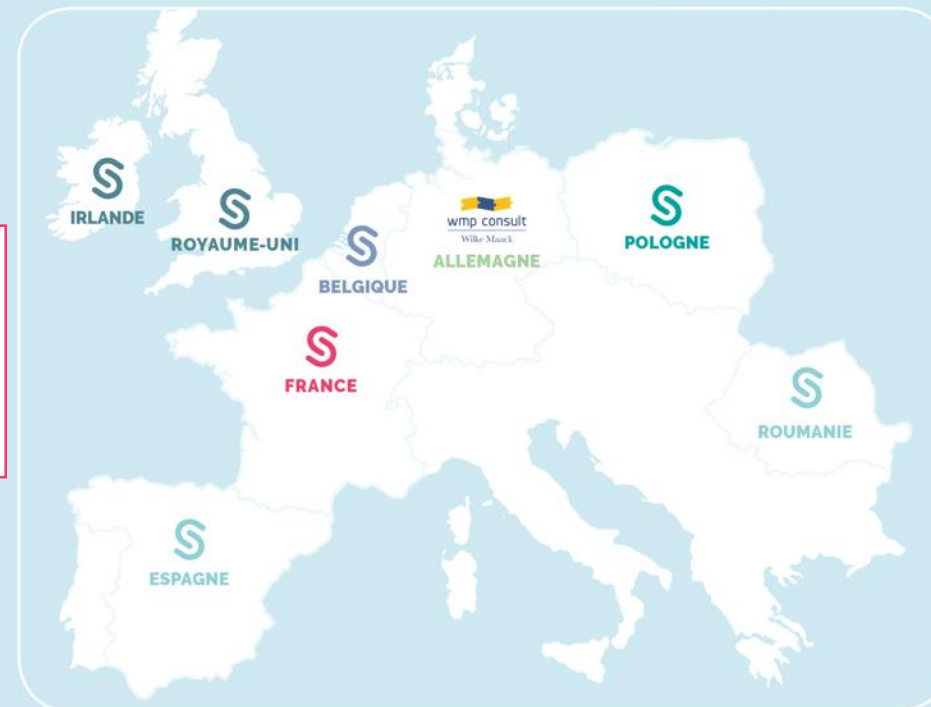 IRLANDE
ROYAUME-UNI
BELGIQUE
wmp consult
Wilke Maack
ALLEMAGNE
POLOGNE
FRANCE
ROUMANIE
ESPAGNE